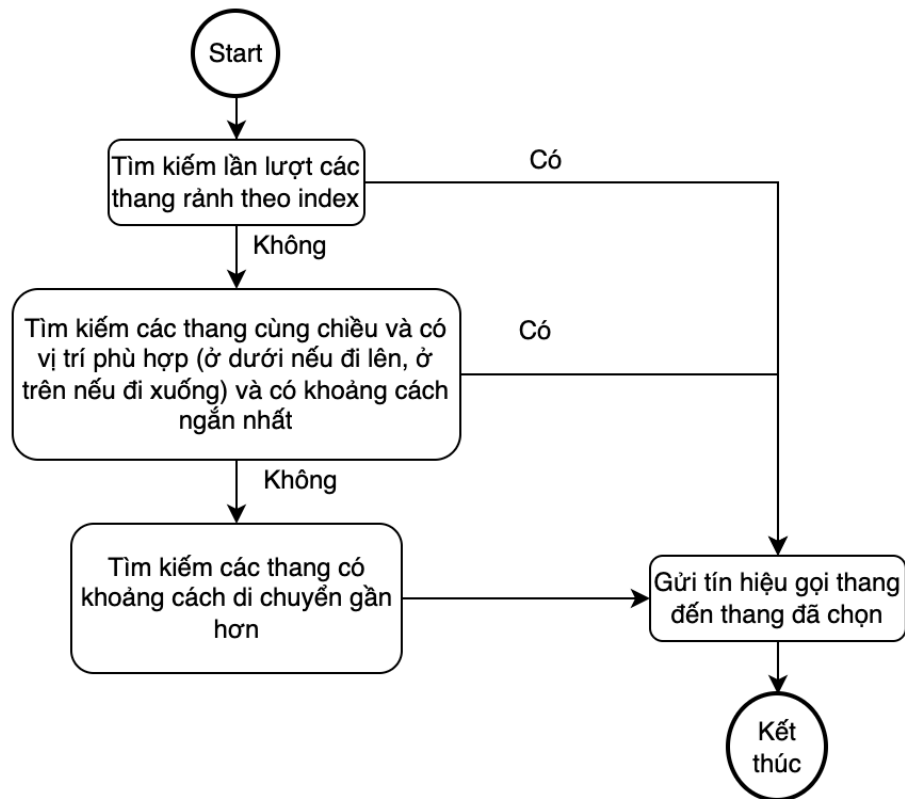 Start
Tìm kiếm lần lượt các
thang rảnh theo index
Có
Không
Tìm kiếm các thang cùng chiều và có
vị trí phù hợp (ở dưới nếu đi lên, ở
trên nếu đi xuống) và có khoảng cách
ngắn nhất
Có
Không
Tìm kiếm các thang có
khoảng cách di chuyển gần
hơn
Gửi tín hiệu gọi thang
đến thang đã chọn
Kết
thúc